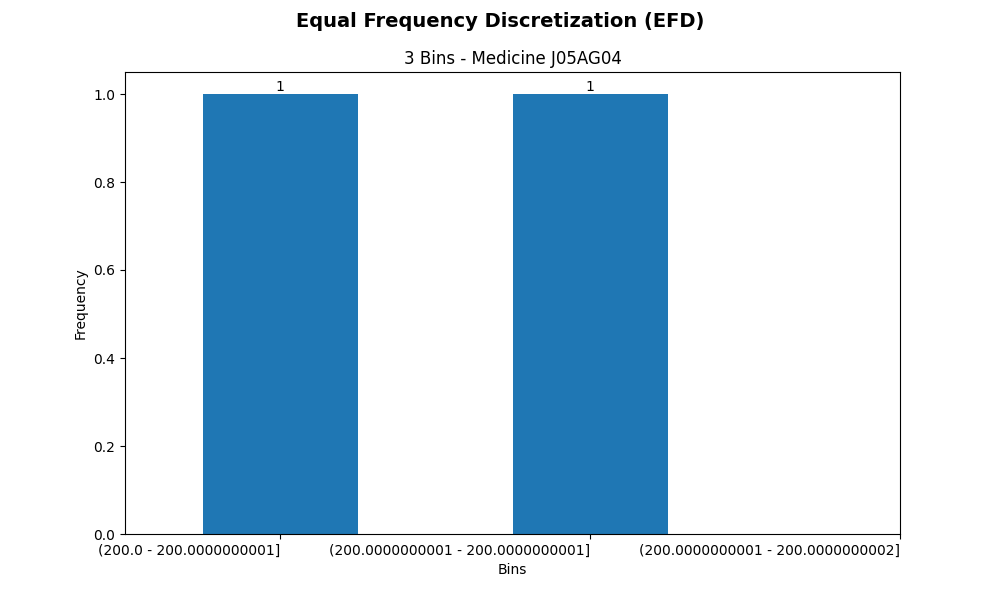 Equal Frequency Discretization (EFD)
3 Bins - Medicine J05AG04
1 1
1.0
0.8
0.6
0.4
0.2
0.0
Frequency
(200.0 - 200.0000000001] (200.0000000001 - 200.0000000001] (200.0000000001 - 200.0000000002]
Bins